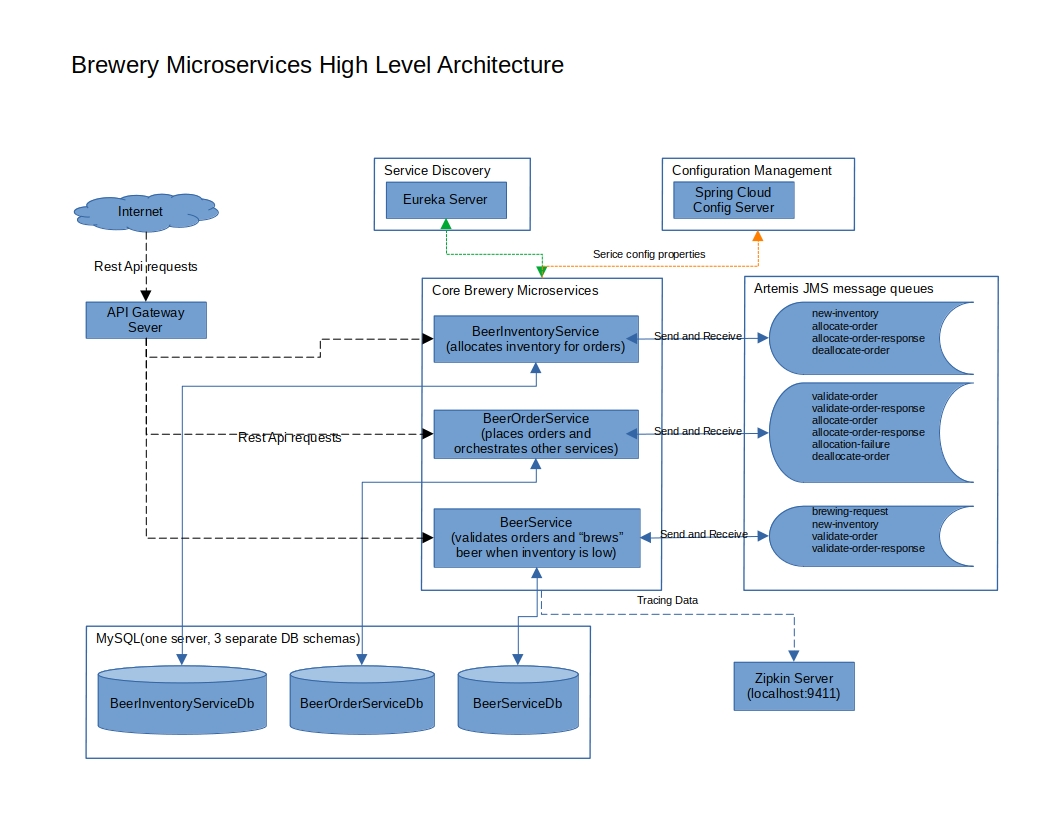 Brewery Microservices High Level Architecture
Service Discovery
Eureka Server
Configuration Management
Spring Cloud
Config Server
Internet
Rest Api requests
API Gateway
Sever
Serice config properties
Core Brewery Microservices
BeerInventoryService
(allocates inventory for orders)
BeerOrderService
(places orders and
orchestrates other services)
BeerService
(validates orders and “brews”
beer when inventory is low)
Rest Api requests
Send and Receive
Send and Receive
Send and Receive
Artemis JMS message queues
new-inventory
allocate-order
allocate-order-response
deallocate-order
validate-order
validate-order-response
allocate-order
allocate-order-response
allocation-failure
deallocate-order
brewing-request
new-inventory
validate-order
validate-order-response
Tracing Data
Zipkin Server
(localhost:9411)
MySQL(one server, 3 separate DB schemas)
BeerInventoryServiceDb
BeerOrderServiceDb
BeerServiceDb